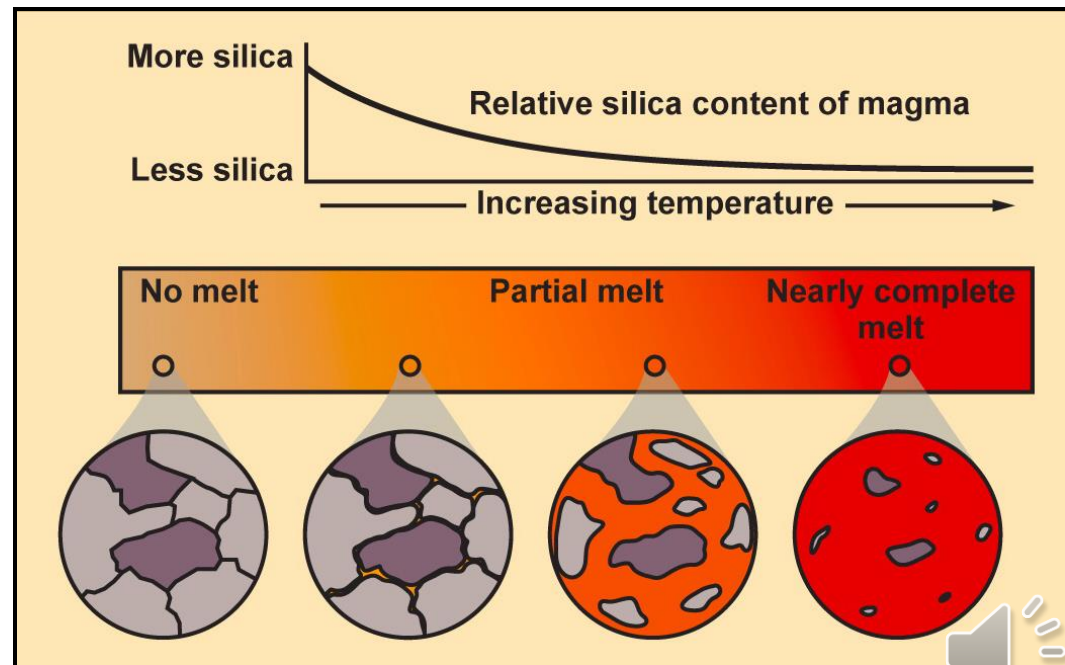 More silica
Relative silica content of magma
Less silica
Increasing temperature
No melt
Partial melt
Nearly complete
melt